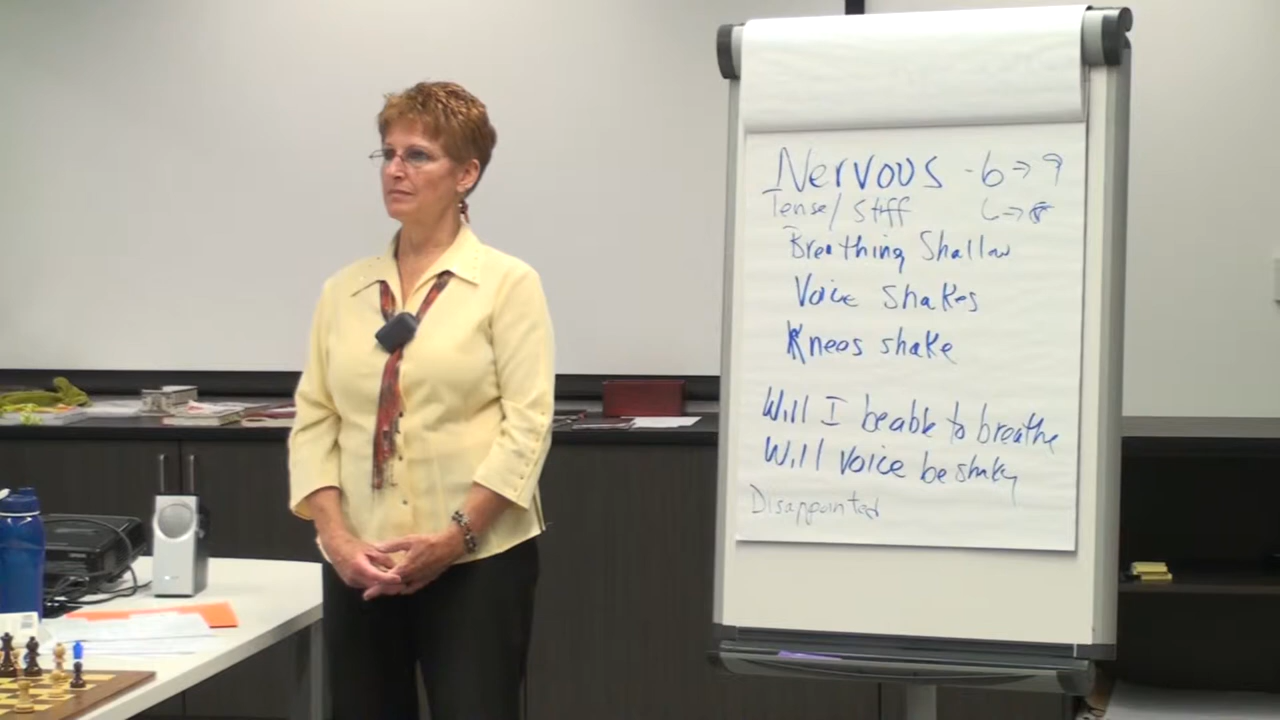 Nervous - 6 → 9
Tense/ Stiff 6 → 8
Breathing Shallow
Voice shakes
Knees shake
Will I be able to breathe
Will voice be shaky
Disappointed